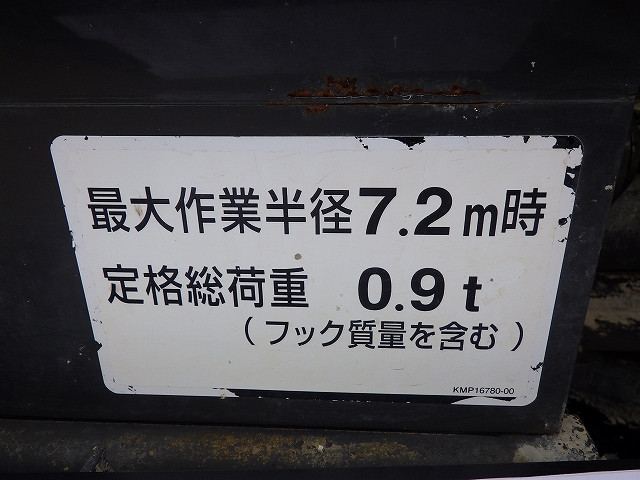 最大作業半径7.2m時
定格総荷重 0.9t
(フック質量を含む)
KMP16780-00